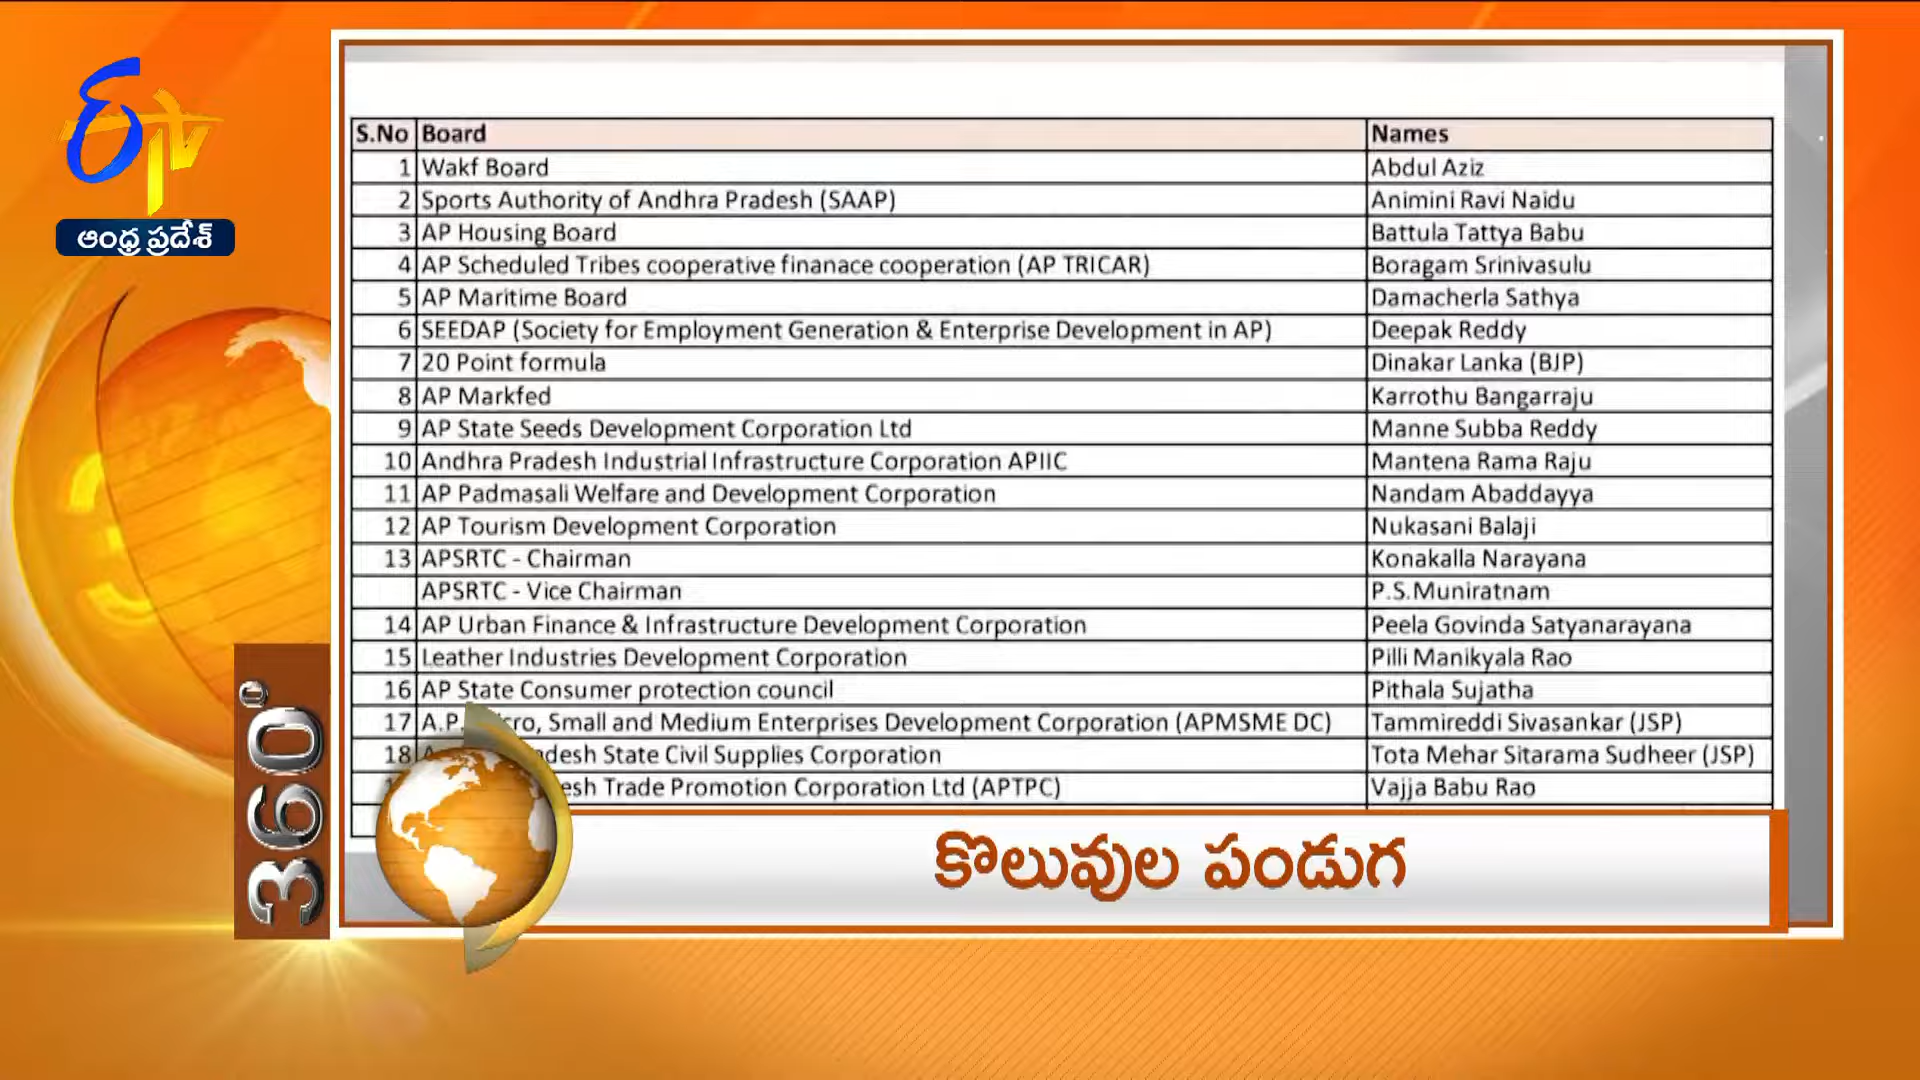 ETV
ఆంధ్ర ప్రదేశ్
S.No Board Names
1 Wakf Board Abdul Aziz
2 Sports Authority of Andhra Pradesh (SAAP) Animini Ravi Naidu
3 AP Housing Board Battula Tattya Babu
4 AP Scheduled Tribes cooperative finanace cooperation (AP TRICAR) Boragam Srinivasulu
5 AP Maritime Board Damacherla Sathya
6 SEEDAP (Society for Employment Generation & Enterprise Development in AP) Deepak Reddy
7 20 Point formula Dinakar Lanka (BJP)
8 AP Markfed Karrothu Bangarraju
9 AP State Seeds Development Corporation Ltd Manne Subba Reddy
10 Andhra Pradesh Industrial Infrastructure Corporation APIIC Mantena Rama Raju
11 AP Padmasali Welfare and Development Corporation Nandam Abaddayya
12 AP Tourism Development Corporation Nukasani Balaji
13 APSRTC - Chairman Konakalla Narayana
APSRTC - Vice Chairman P.S.Muniratnam
14 AP Urban Finance & Infrastructure Development Corporation Peela Govinda Satyanarayana
15 Leather Industries Development Corporation Pilli Manikyala Rao
16 AP State Consumer protection council Pithala Sujatha
17 A.P. Small and Medium Enterprises Development Corporation (APMSME DC) Tammireddi Sivasankar (JSP)
18 State Civil Supplies Corporation Tota Mehar Sitarama Sudheer (JSP)
Trade Promotion Corporation Ltd (APTPC) Vajja Babu Rao
కొలువుల పండుగ
360°